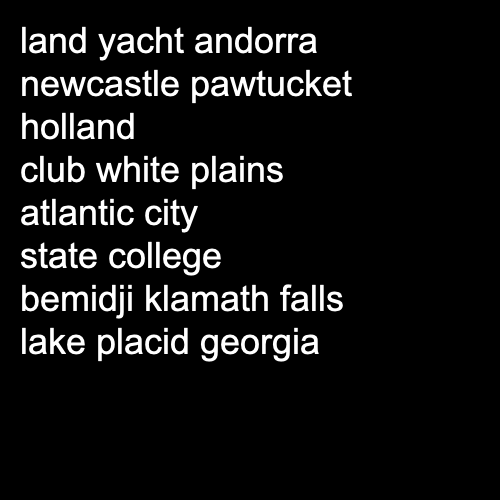 land yacht andorra
newcastle pawtucket
holland
club white plains
atlantic city
state college
bemidji klamath falls
lake placid georgia